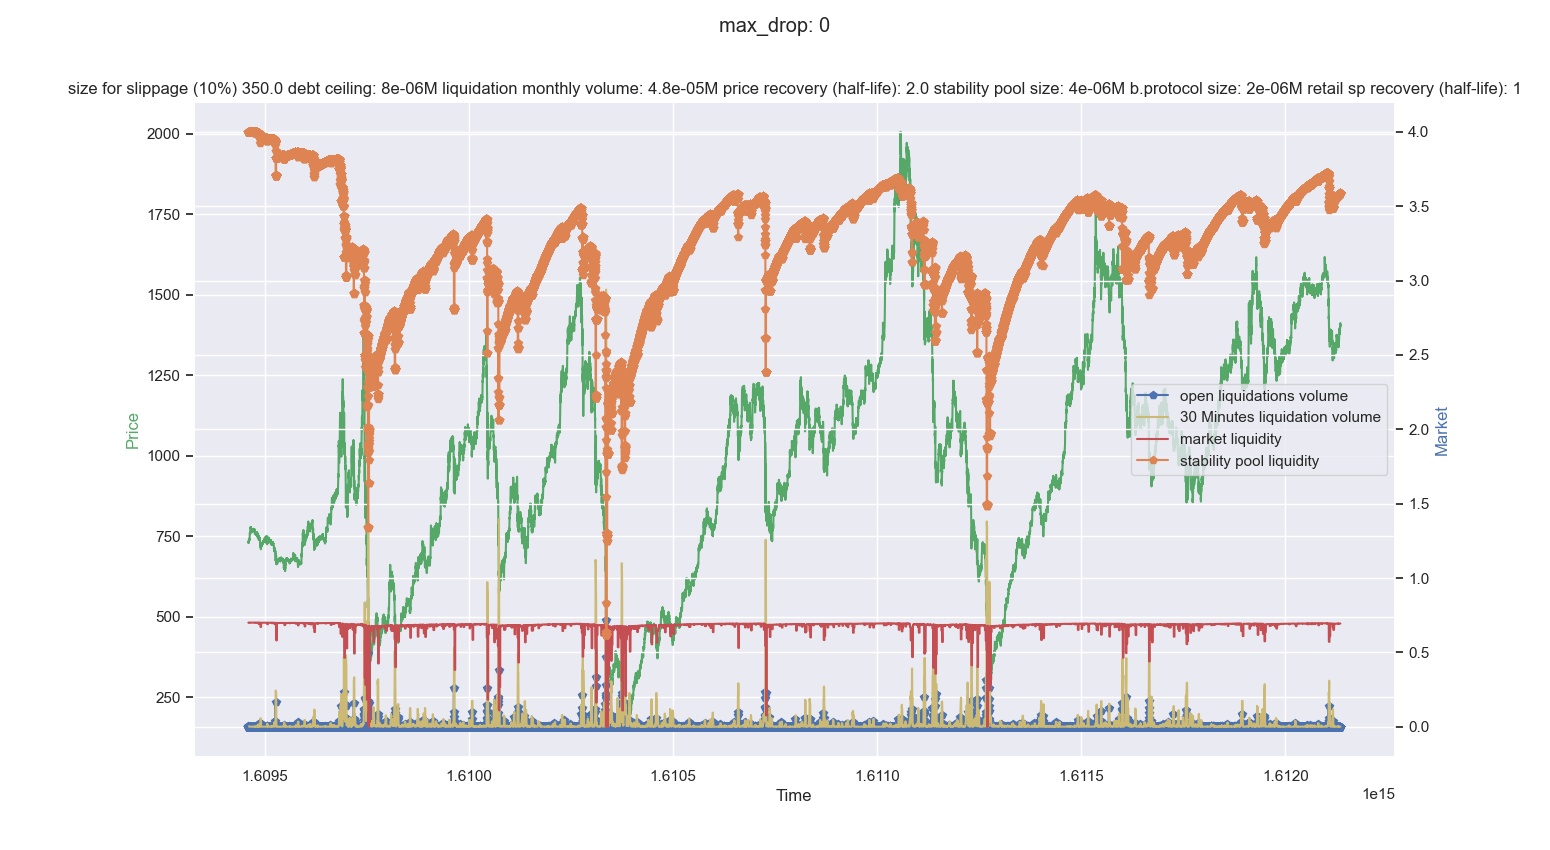 max_drop: 0
size for slippage (10%) 350.0 debt ceiling: 8e-06M liquidation monthly volume: 4.8e-05M price recovery (half-life): 2.0 stability pool size: 4e-06M b.protocol size: 2e-06M retail sp recovery (half-life): 1
2000
1750
1500
1250
1000
750
500
250
Price
4.0
3.5
3.0
2.5
2.0
1.5
1.0
0.5
0.0
Market
open liquidations volume
30 Minutes liquidation volume
market liquidity
stability pool liquidity
1.6095
1.6100
1.6105
1.6110
1.6115
1.6120
Time
1e15